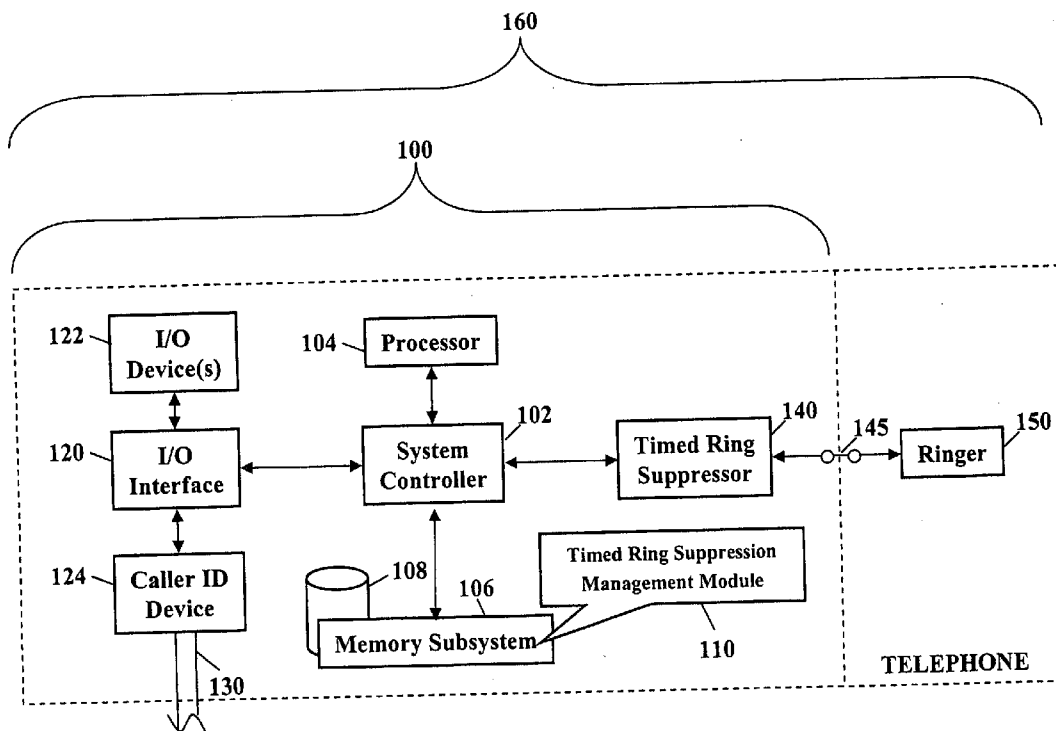 160
100
122
I/O
Device(s)
104
Processor
120
I/O
Interface
102
System
Controller
140
Timed Ring
Suppressor
145
150
Ringer
124
Caller ID
Device
108
106
Memory Subsystem
Timed Ring Suppression
Management Module
110
130
TELEPHONE